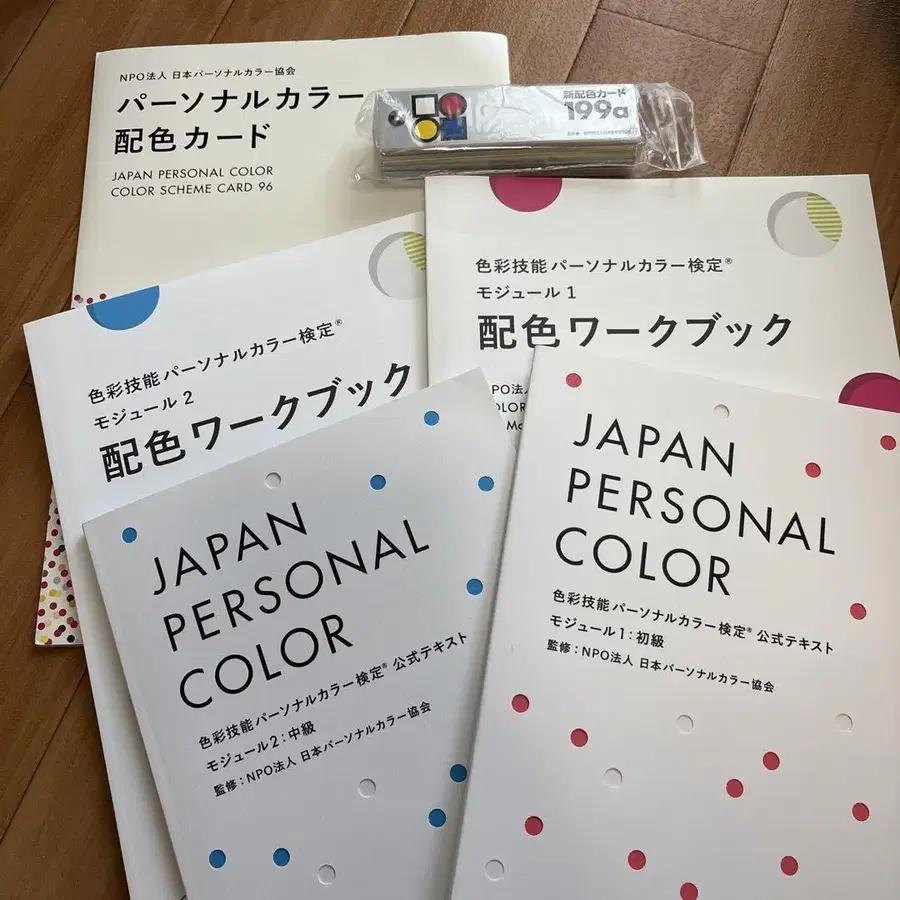 NPO法人 日本パーソナルカラー協会
パーソナルカラー
配色カード
JAPAN PERSONAL COLOR
COLOR SCHEME CARD 96
新配色カード
199a
色彩技能パーソナルカラー検定®
モジュール 1
配色ワークブック
色彩技能パーソナルカラー検定®
モジュール 2
配色ワークブック
JAPAN
PERSONAL
COLOR
色彩技能パーソナルカラー検定® 公式テキスト
モジュール2：中級
監修：NPO法人 日本パーソナルカラー協会
JAPAN
PERSONAL
COLOR
色彩技能パーソナルカラー検定® 公式テキスト
モジュール1：初級
監修：NPO法人 日本パーソナルカラー協会